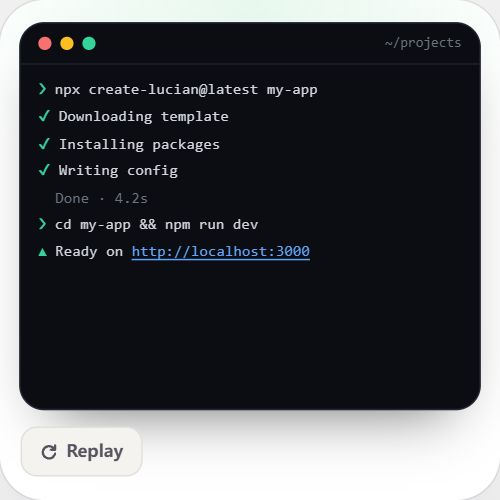 ~/projects
❯ npx create-lucian@latest my-app
✓ Downloading template
✓ Installing packages
✓ Writing config
Done · 4.2s
❯ cd my-app && npm run dev
▲ Ready on http://localhost:3000
Replay